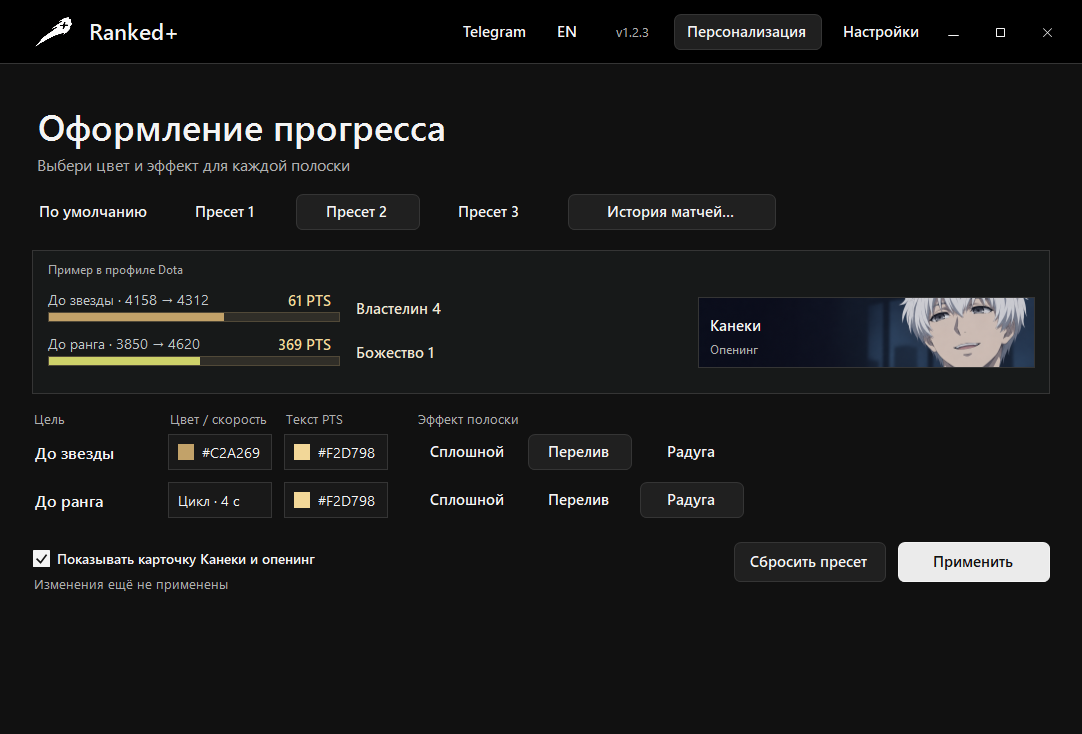 Ranked+
Telegram EN v1.2.3 Персонализация Настройки
Оформление прогресса
Выбери цвет и эффект для каждой полоски
По умолчанию Пресет 1 Пресет 2 Пресет 3 История матчей...
Пример в профиле Dota
До звезды · 4158 → 4312 61 PTS
Властелин 4
До ранга · 3850 → 4620 369 PTS
Божество 1
Канеки
Опенинг
Цель Цвет / скорость Текст PTS Эффект полоски
До звезды #C2A269 #F2D798 Сплошной Перелив Радуга
До ранга Цикл · 4 с #F2D798 Сплошной Перелив Радуга
Показывать карточку Канеки и опенинг
Изменения ещё не применены
Сбросить пресет Применить